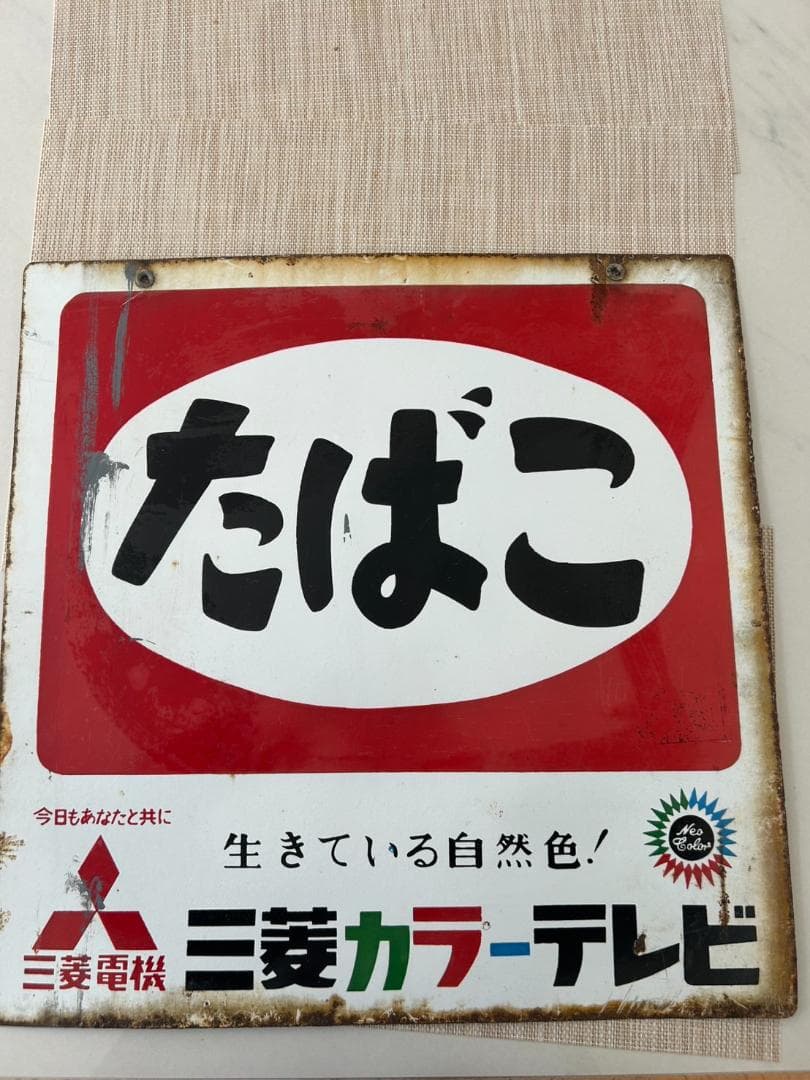 たばこ
今日もあなたと共に
生きている自然色!
Neo
Color
三菱電機
三菱カラーテレビ